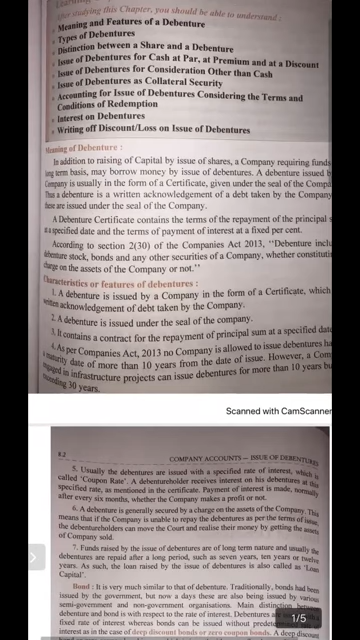 After studying this Chapter, you should be able to understand :
Meaning and Features of a Debenture
Types of Debentures
Distinction between a Share and a Debenture
Issue of Debentures for Cash at Par, at Premium and at a Discount
Issue of Debentures for Consideration Other than Cash
Issue of Debentures as Collateral Security
Accounting for Issue of Debentures Considering the Terms and
Conditions of Redemption
Interest on Debentures
Writing off Discount/Loss on Issue of Debentures
Meaning of Debenture :
In addition to raising of Capital by issue of shares, a Company requiring funds
long term basis, may borrow money by issue of debentures. A debenture issued b
Company is usually in the form of a Certificate, given under the seal of the Compa
Thus a debenture is a written acknowledgement of a debt taken by the Company
these are issued under the seal of the Company.
A Debenture Certificate contains the terms of the repayment of the principal s
at a specified date and the terms of payment of interest at a fixed per cent.
According to section 2(30) of the Companies Act 2013, "Debenture inclu
debenture stock, bonds and any other securities of a Company, whether constituti
charge on the assets of the Company or not."
Characteristics or features of debentures :
1. A debenture is issued by a Company in the form of a Certificate, which
written acknowledgement of debt taken by the Company.
2. A debenture is issued under the seal of the company.
3. It contains a contract for the repayment of principal sum at a specified date
4. As per Companies Act, 2013 no Company is allowed to issue debentures ha
a maturity date of more than 10 years from the date of issue. However, a Com
engaged in infrastructure projects can issue debentures for more than 10 years bu
exceeding 30 years.
Scanned with CamScanner
8.2 COMPANY ACCOUNTS — ISSUE OF DEBENTURES
5. Usually the debentures are issued with a specified rate of interest, which is
called 'Coupon Rate'. A debentureholder receives interest on his debentures at this
specified rate, as mentioned in the certificate. Payment of interest is made, normally
after every six months, whether the Company makes a profit or not.
6. A debenture is generally secured by a charge on the assets of the Company. This
means that if the Company is unable to repay the debentures as per the terms of issue,
the debentureholders can move the Court and realise their money by getting the assets
of Company sold.
7. Funds raised by the issue of debentures are of long term nature and usually the
debentures are repaid after a long period, such as seven years, ten years or twelve
years. As such, the loan raised by the issue of debentures is also called as 'Loan
Capital'.
Bond : It is very much similar to that of debenture. Traditionally, bonds had been
issued by the government, but now a days these are also being issued by various
semi-government and non-government organisations. Main distinction between
debenture and bond is with respect to the rate of interest. Debentures are
fixed rate of interest whereas bonds can be issued without predete
interest as in the case of deep discount bonds or zero coupon bonds. A deep discount
1/5